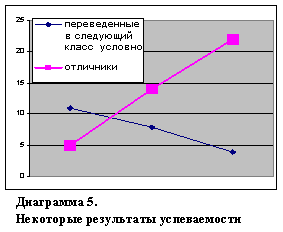 25
20
15
10
5
0
переведенные
в следующий
класс условно
отличники
Диаграмма 5.
Некоторые результаты успеваемости